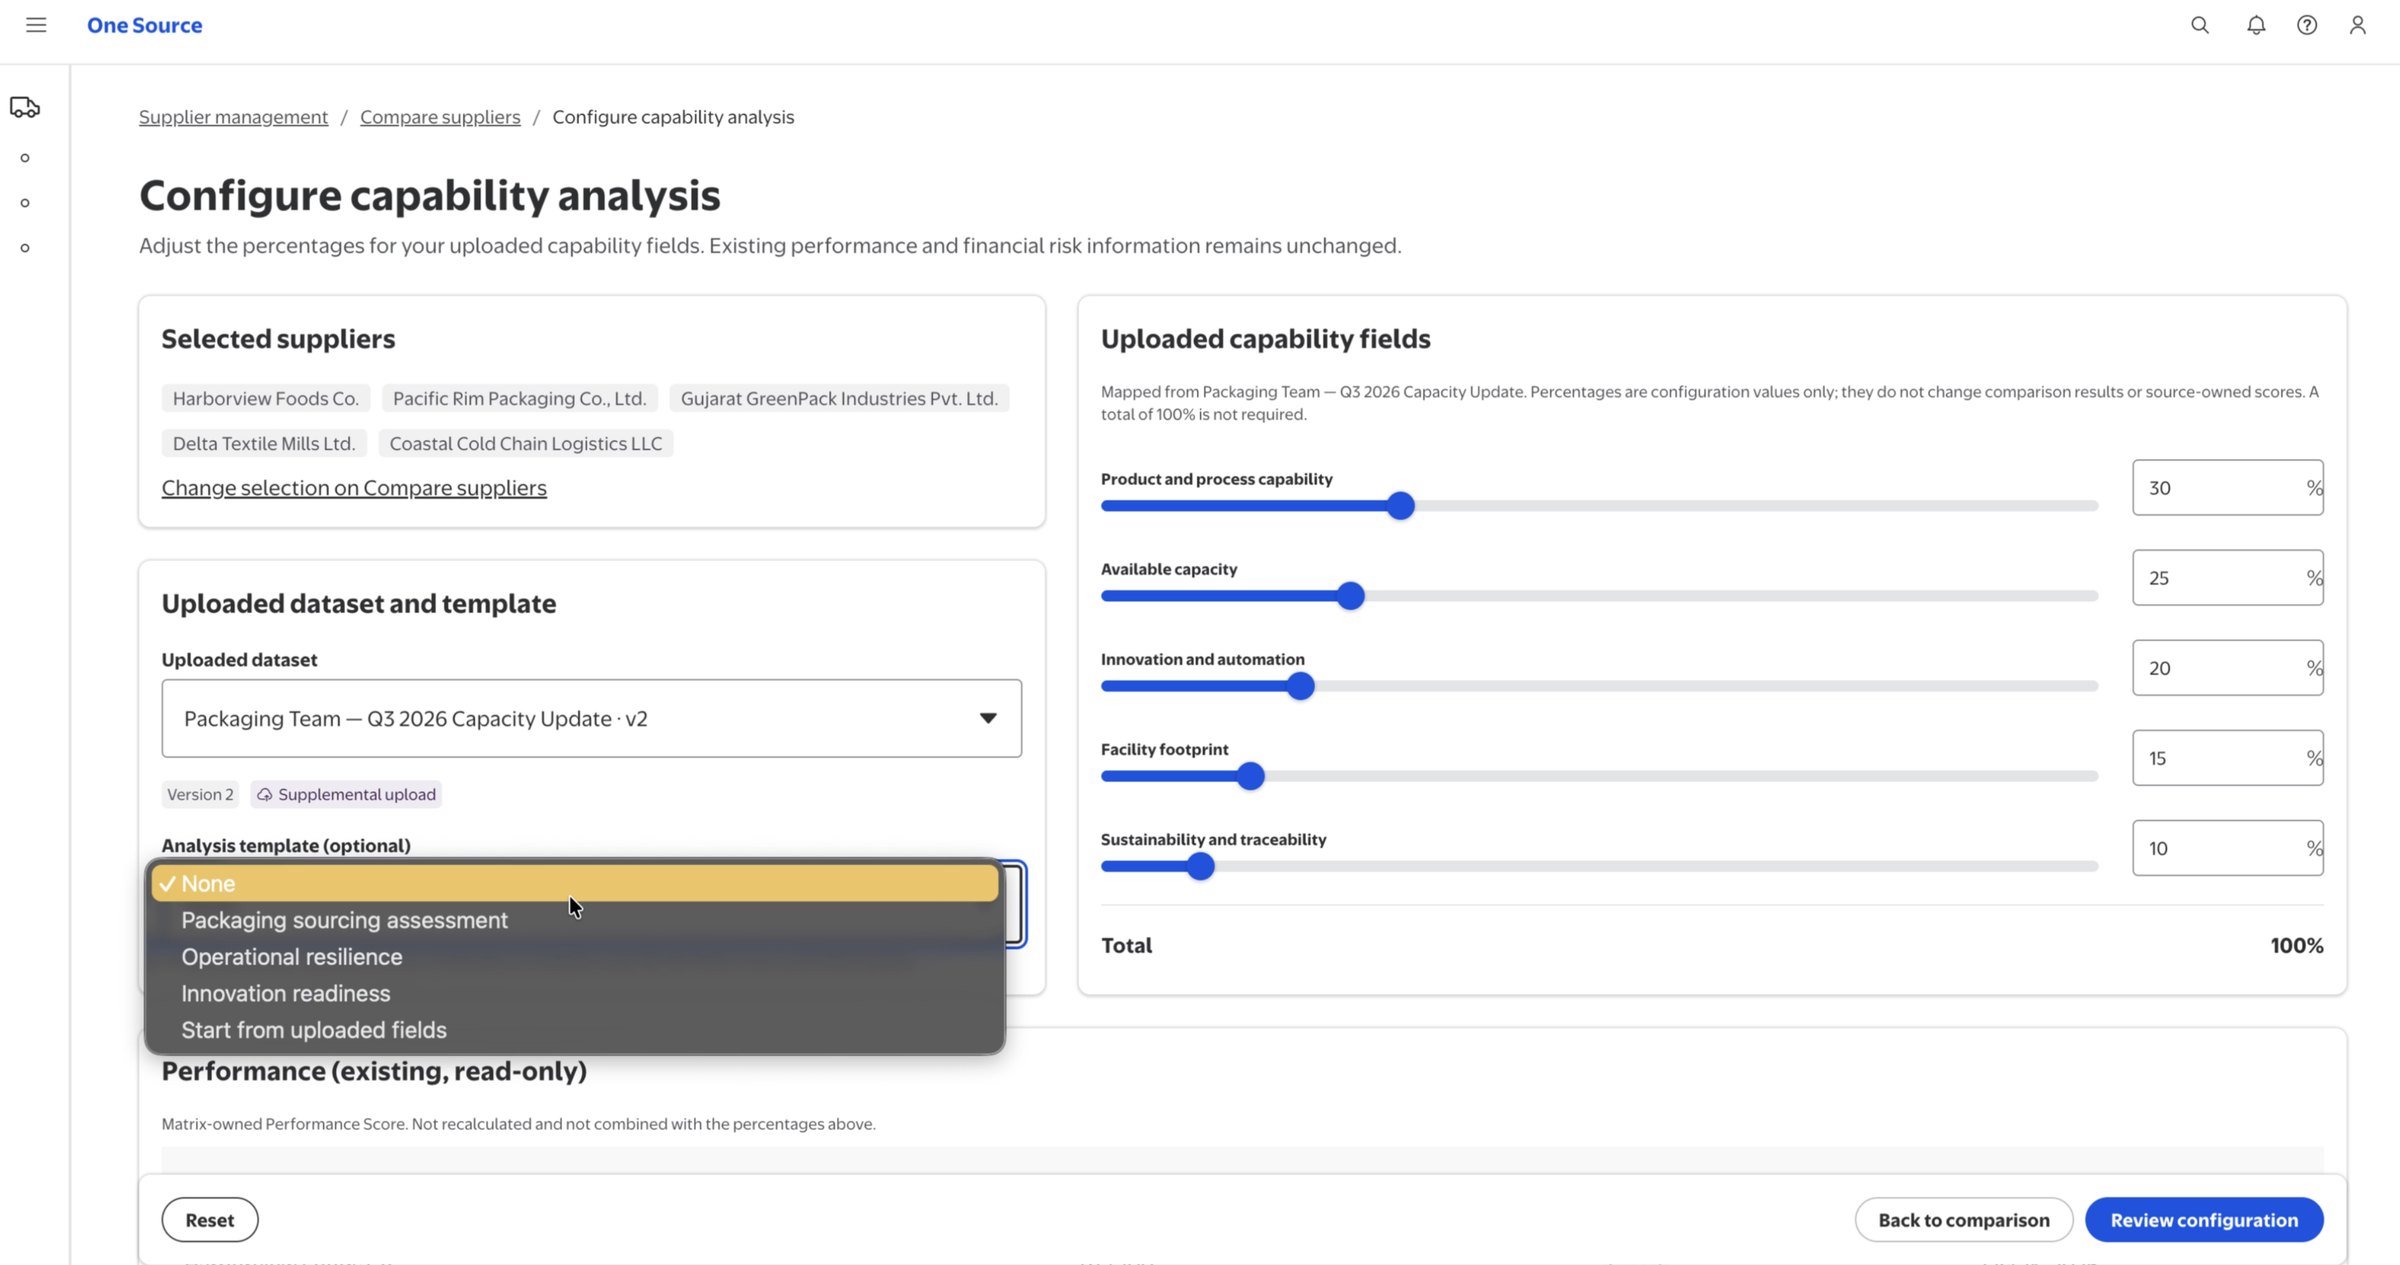 One Source
Supplier management / Compare suppliers / Configure capability analysis
Configure capability analysis
Adjust the percentages for your uploaded capability fields. Existing performance and financial risk information remains unchanged.
Selected suppliers
Harborview Foods Co. Pacific Rim Packaging Co., Ltd. Gujarat GreenPack Industries Pvt. Ltd.
Delta Textile Mills Ltd. Coastal Cold Chain Logistics LLC
Change selection on Compare suppliers
Uploaded dataset and template
Uploaded dataset
Packaging Team — Q3 2026 Capacity Update · v2
Version 2 Supplemental upload
Analysis template (optional)
✓ None
Packaging sourcing assessment
Operational resilience
Innovation readiness
Start from uploaded fields
Uploaded capability fields
Mapped from Packaging Team — Q3 2026 Capacity Update. Percentages are configuration values only; they do not change comparison results or source-owned scores. A
total of 100% is not required.
Product and process capability
30 %
Available capacity
25 %
Innovation and automation
20 %
Facility footprint
15 %
Sustainability and traceability
10 %
Total 100%
Performance (existing, read-only)
Matrix-owned Performance Score. Not recalculated and not combined with the percentages above.
Reset Back to comparison Review configuration